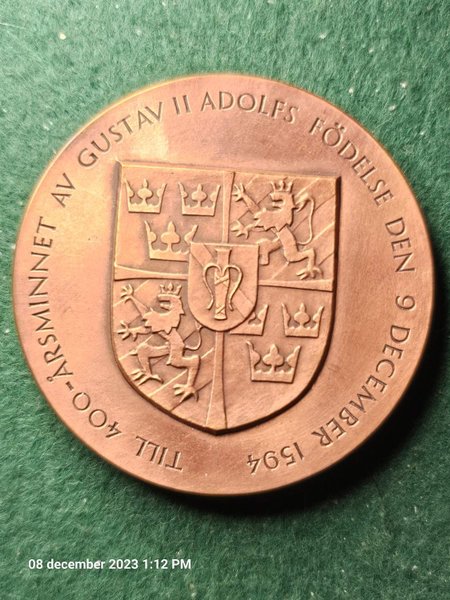 TILL 400-ÅRSMINNET AV GUSTAV II ADOLFS FÖDELSE DEN 9 DECEMBER 1594
08 december 2023 1:12 PM